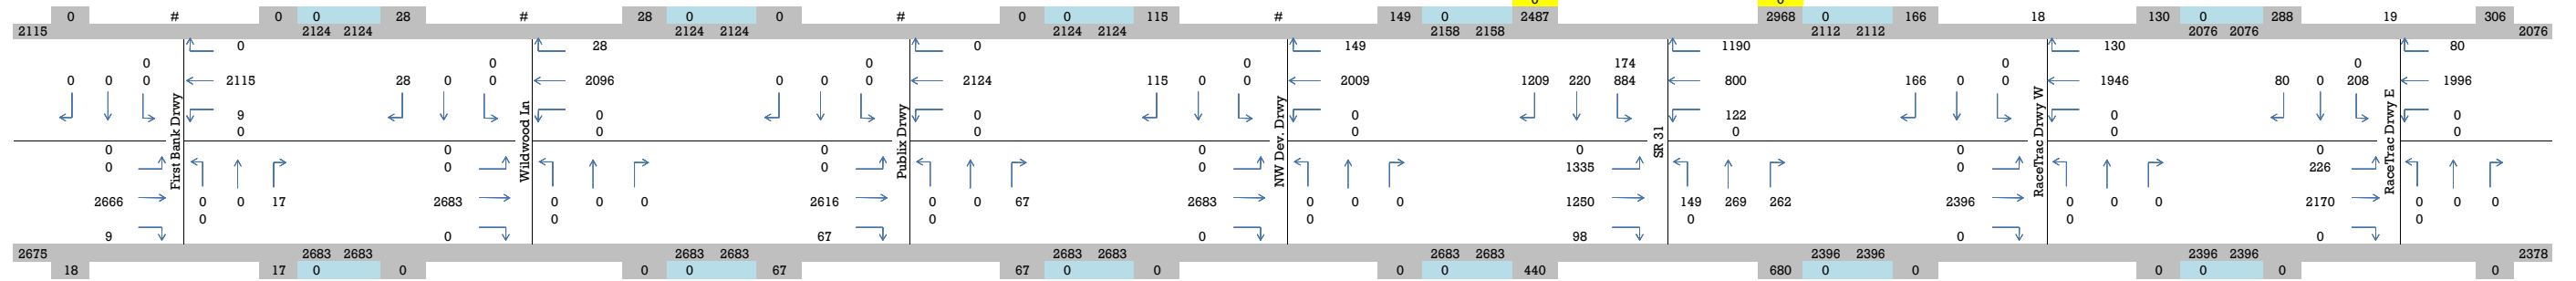 0 # 0 0 28 # 28 0 0 # 0 0 115 # 149 0 2487 2968 0 166 18 130 0 288 19 306
2115 2124 2124 2124 2124 2124 2124 2158 2158 2112 2112 2076 2076 2076
0 28 0 149 1190 130 80
0 0 0 0 174 0 0
0 0 0 2115 28 0 0 2096 0 0 0 2124 115 0 0 2009 1209 220 884 800 166 0 0 1946 80 0 208 1996
9 0 0 0 122 0 0
0 0 0 0 0 0 0
First Bank Drwy
Wildwood Ln
Publix Drwy
NW Dev. Drwy
SR 31
RaceTrac Drwy W
RaceTrac Drwy E
0 0 0 0 0 0 0
0 0 0 0 1335 0 226
2666 0 0 17 2683 0 0 0 2616 0 0 67 2683 0 0 0 1250 149 269 262 2396 0 0 0 2170 0 0 0
0 0 0 0 0 0 0
9 0 67 0 98 0 0
2675 2683 2683 2683 2683 2683 2683 2683 2683 2396 2396 2396 2396 2378
18 17 0 0 0 0 67 67 0 0 0 0 440 680 0 0 0 0 0 0